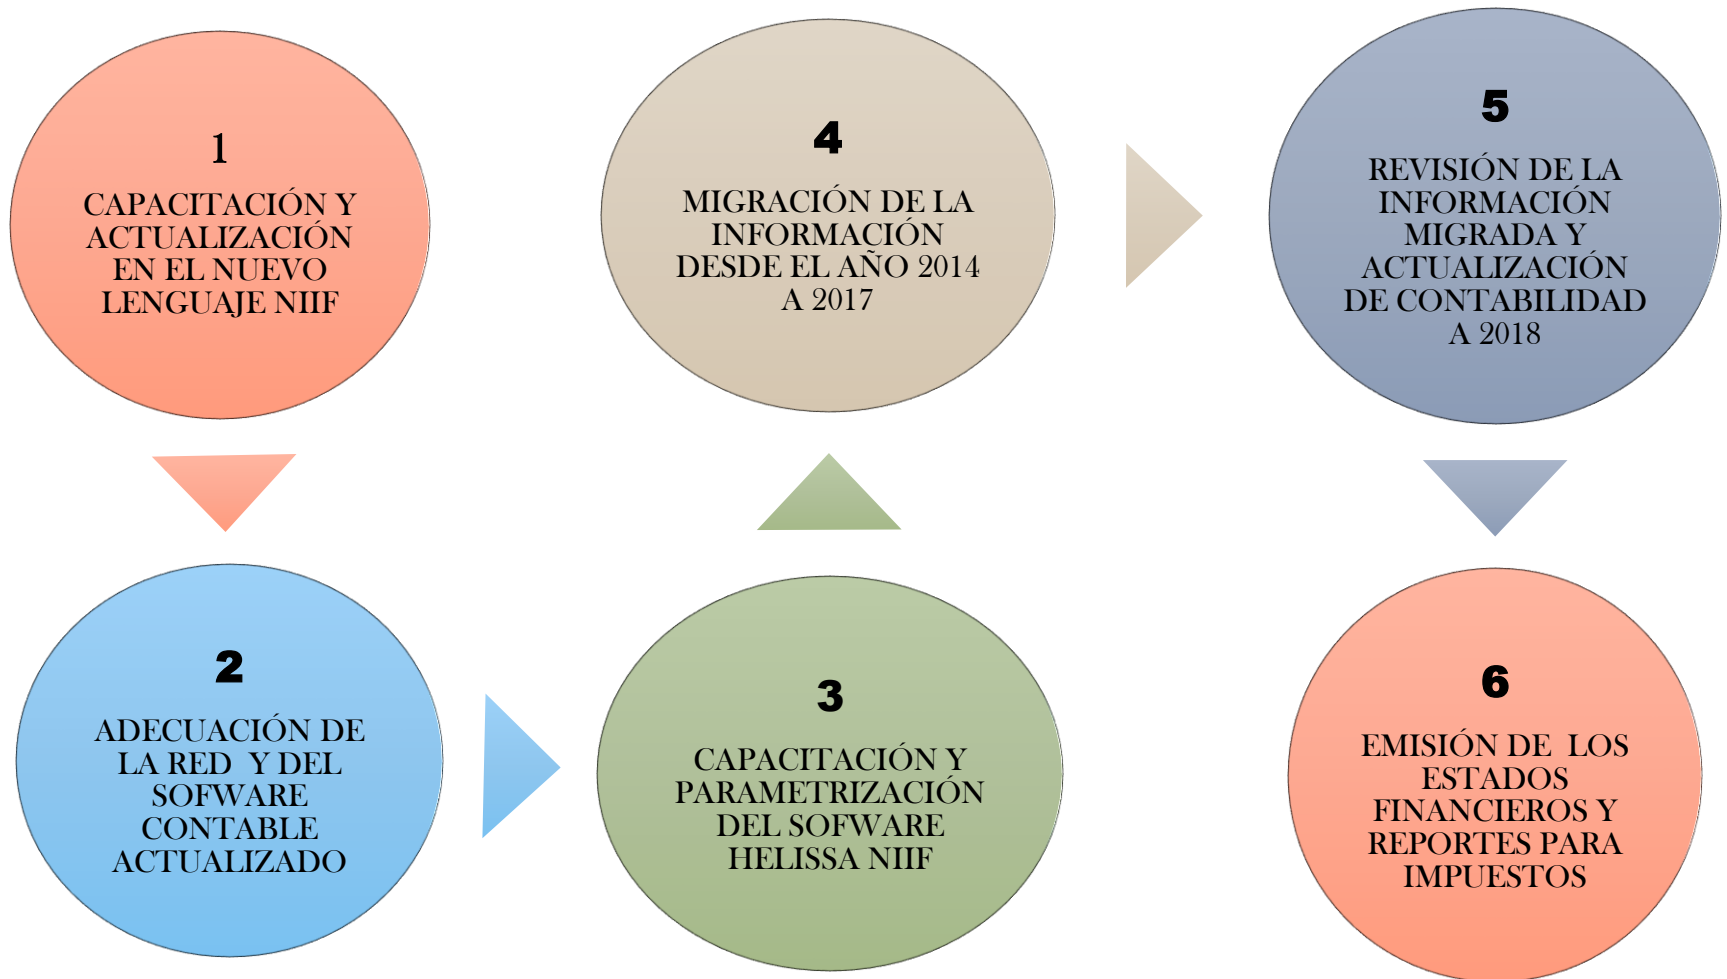 1
CAPACITACIÓN Y
ACTUALIZACIÓN
EN EL NUEVO
LENGUAJE NIIF
2
ADECUACIÓN DE
LA RED  Y DEL
SOFWARE
CONTABLE
ACTUALIZADO
3
CAPACITACIÓN Y
PARAMETRIZACIÓN
DEL SOFWARE
HELISSA NIIF
4
MIGRACIÓN DE LA
INFORMACIÓN
DESDE EL AÑO 2014
A 2017
5
REVISIÓN DE LA
INFORMACIÓN
MIGRADA Y
ACTUALIZACIÓN
DE CONTABILIDAD
A 2018
6
EMISIÓN DE  LOS
ESTADOS
FINANCIEROS Y
REPORTES PARA
IMPUESTOS